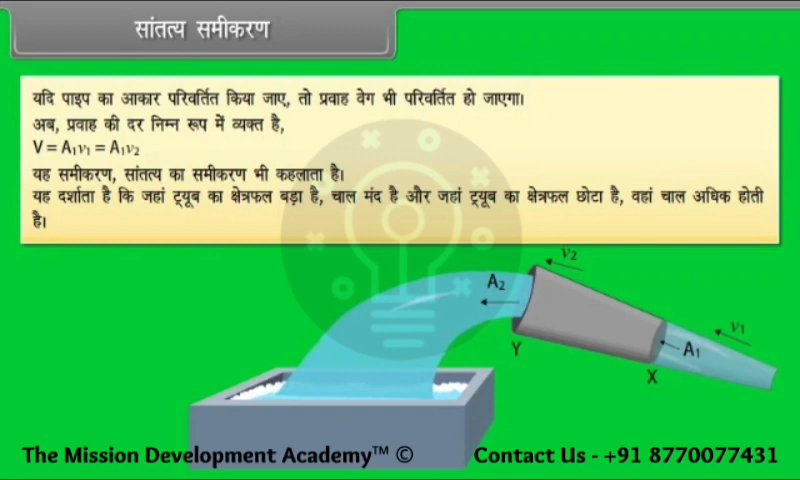 सांतत्य समीकरण
यदि पाइप का आकार परिवर्तित किया जाए, तो प्रवाह वेग भी परिवर्तित हो जाएगा।
अब, प्रवाह की दर निम्न रूप में व्यक्त है,
V = A₁v₁ = A₁v₂
यह समीकरण, सांतत्य का समीकरण भी कहलाता है।
यह दर्शाता है कि जहां ट्यूब का क्षेत्रफल बड़ा है, चाल मंद है और जहां ट्यूब का क्षेत्रफल छोटा है, वहां चाल अधिक होती
है।
v₂
A₂
v₁
Y
A₁
X
The Mission Development Academy™ © Contact Us - +91 8770077431